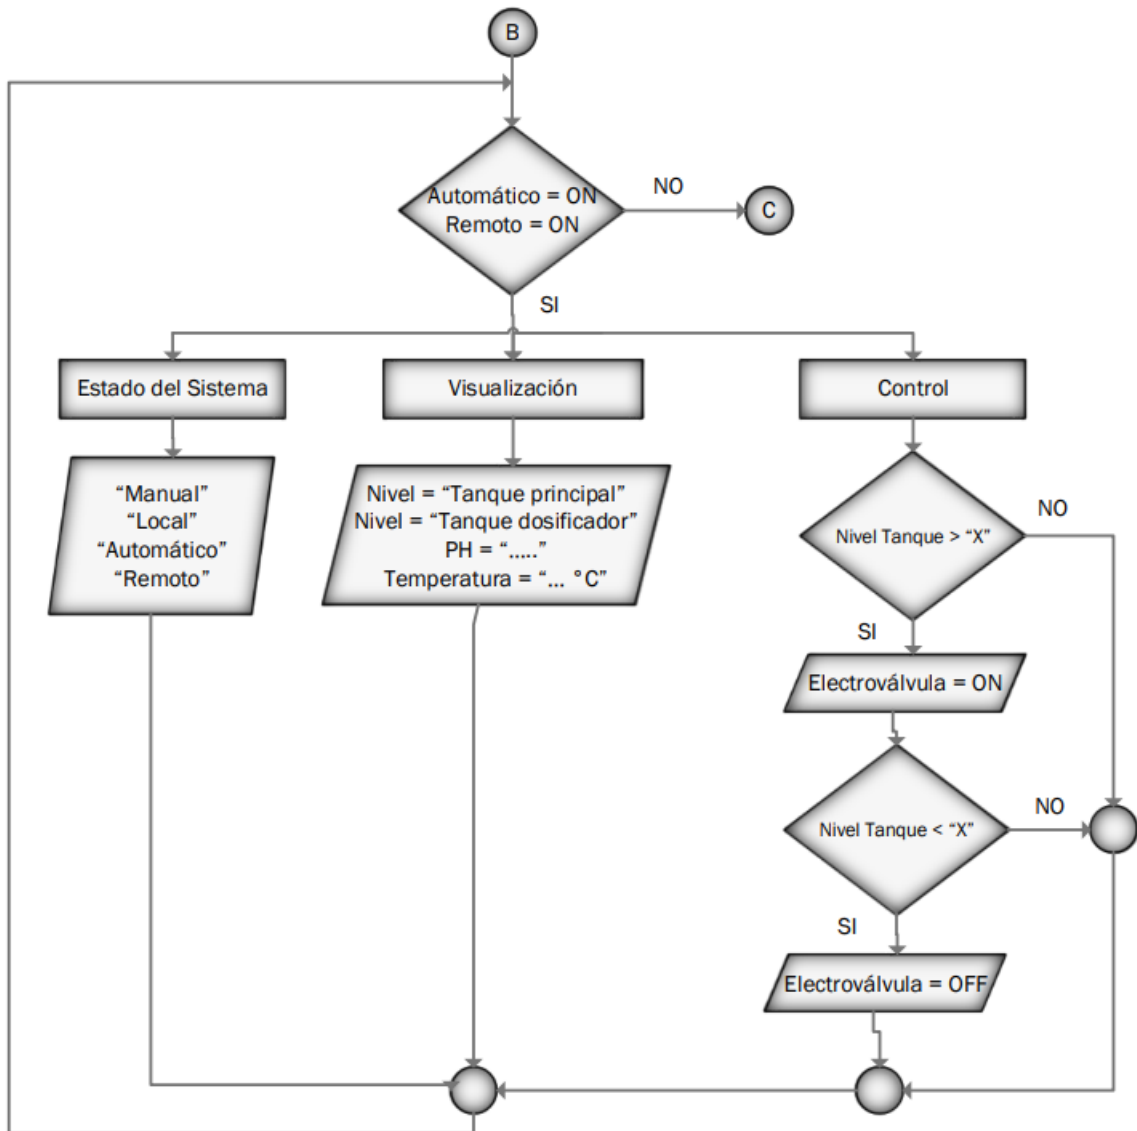 B
Automático = ON
Remoto = ON
NO
C
SI
Estado del Sistema
Visualización
Control
“Manual”
“Local”
“Automático”
“Remoto”
Nivel = “Tanque principal”
Nivel = “Tanque dosificador”
PH = “.....”
Temperatura = “... °C”
Nivel Tanque > “X”
NO
SI
Electroválvula = ON
Nivel Tanque < “X”
NO
SI
Electroválvula = OFF